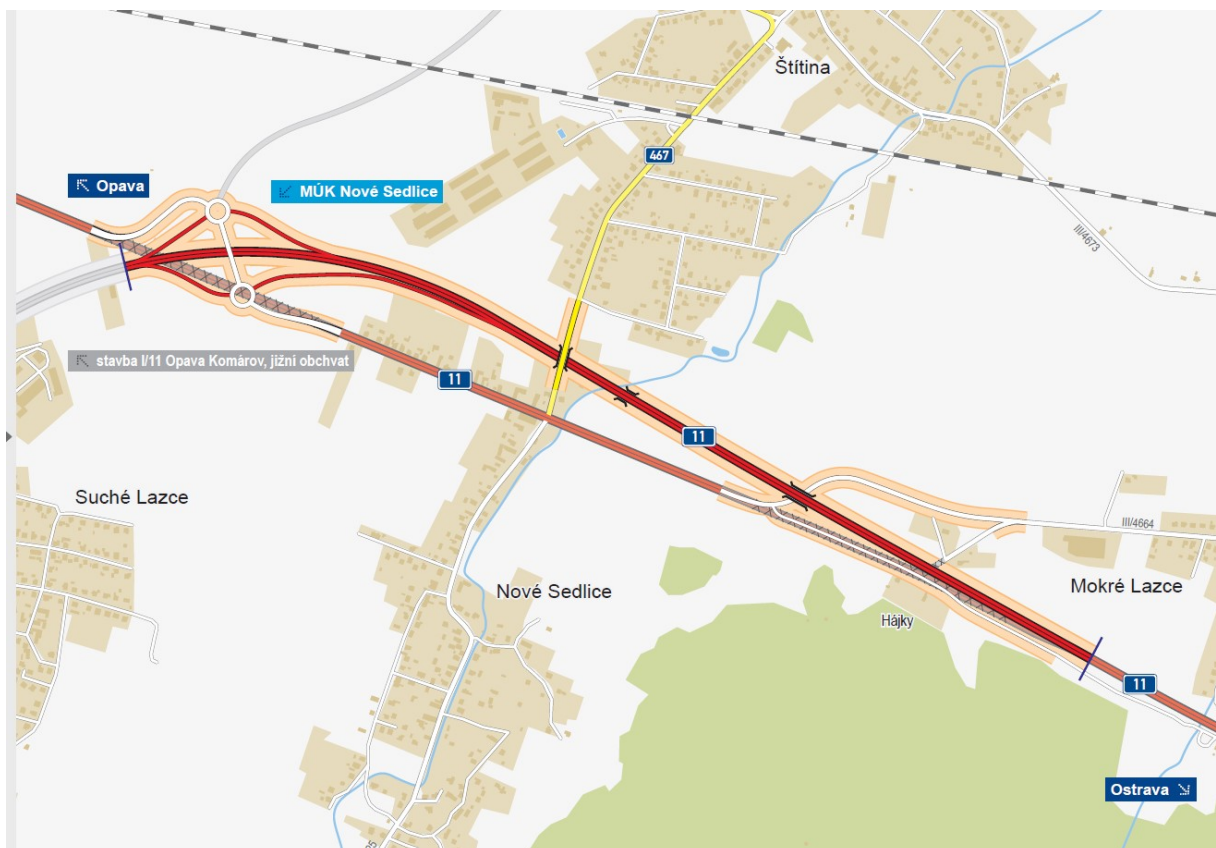 Štítina
467
Opava
MÚK Nové Sedlice
III/4673
stavba I/11 Opava Komárov, jižní obchvat
11
11
Suché Lazce
III/4664
Nové Sedlice
Mokré Lazce
Hájky
11
Ostrava